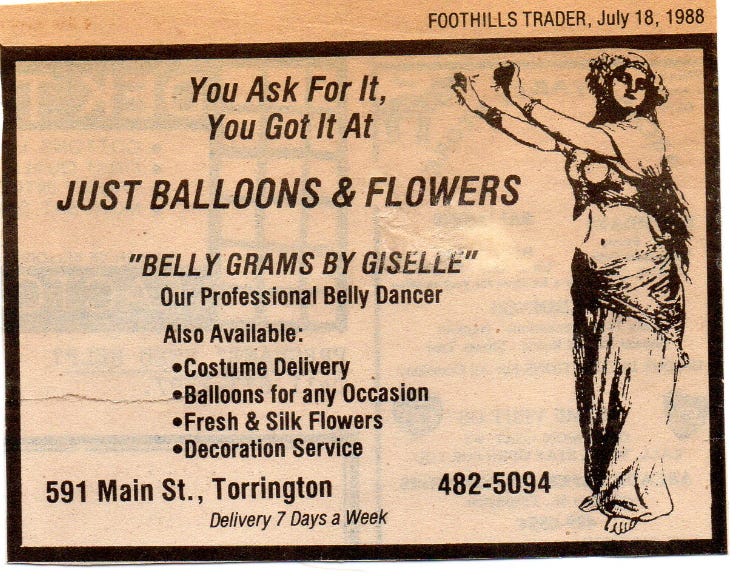 FOOTHILLS TRADER, July 18, 1988
You Ask For It,
You Got It At
JUST BALLOONS & FLOWERS
"BELLY GRAMS BY GISELLE"
Our Professional Belly Dancer
Also Available:
•Costume Delivery
•Balloons for any Occasion
•Fresh & Silk Flowers
•Decoration Service
591 Main St., Torrington 482-5094
Delivery 7 Days a Week